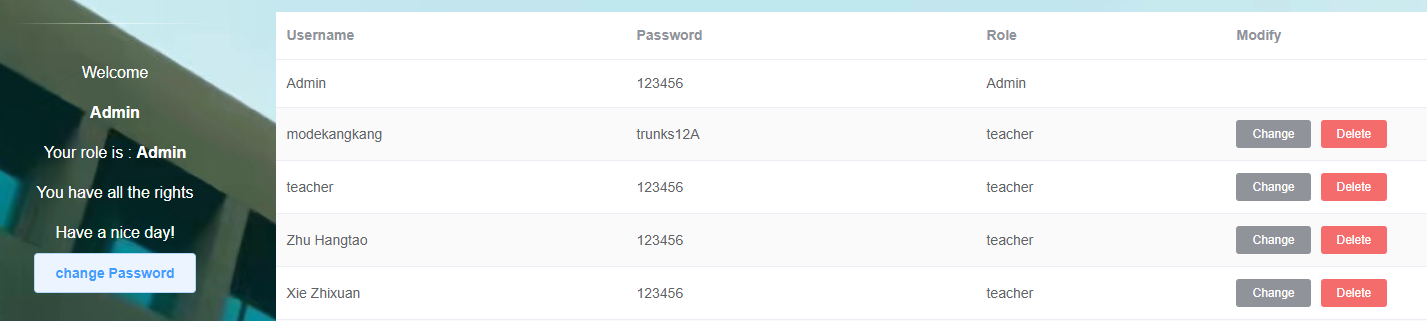 Welcome
Admin
Your role is : Admin
You have all the rights
Have a nice day!
change Password
Username Password Role Modify
Admin 123456 Admin
modekangkang trunks12A teacher Change Delete
teacher 123456 teacher Change Delete
Zhu Hangtao 123456 teacher Change Delete
Xie Zhixuan 123456 teacher Change Delete